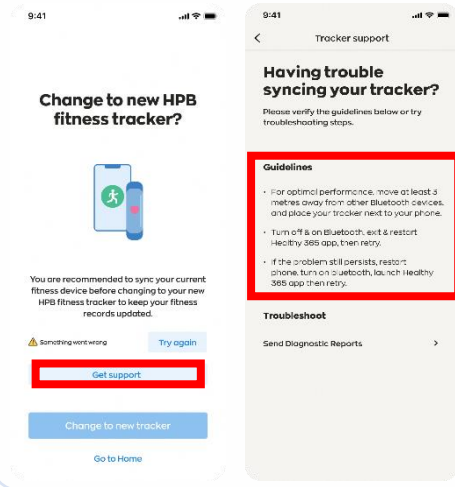 9:41
Change to new HPB
fitness tracker?
You are recommended to sync your current
fitness device before changing to your new
HPB fitness tracker to keep your fitness
records updated.
Something went wrong
Try again
Get support
Change to new tracker
Go to Home
9:41
Tracker support
Having trouble
syncing your tracker?
Please verify the guidelines below or try
troubleshooting steps.
Guidelines
• For optimal performance, move at least 3
metres away from other Bluetooth devices,
and place your tracker next to your phone.
• Turn off & on Bluetooth, exit & restart
Healthy 365 app, then retry.
• If the problem still persists, restart
phone, turn on bluetooth, launch Healthy
365 app then retry.
Troubleshoot
Send Diagnostic Reports